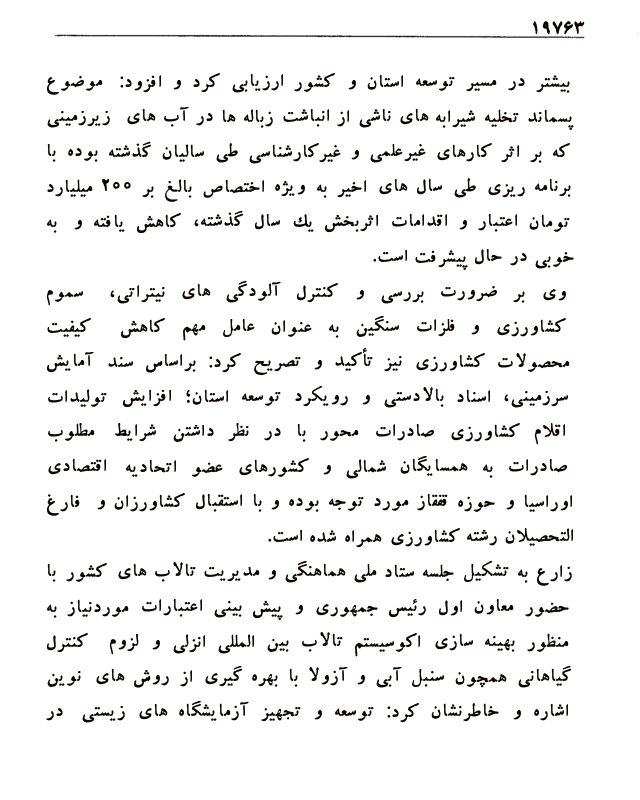 ۱۹۷۶۳
بیشتر در مسیر توسعه استان و کشور ارزیابی کرد و افزود: موضوع
پسماند تخلیه شیرابه های ناشی از انباشت زباله ها در آب های زیرزمینی
که بر اثر کارهای غیرعلمی و غیرکارشناسی طی سالیان گذشته بوده با
برنامه ریزی طی سال های اخیر به ویژه اختصاص بالغ بر ۲۰۰ میلیارد
تومان اعتبار و اقدامات اثربخش یك سال گذشته، کاهش یافته و به
خوبی در حال پیشرفت است.
وی بر ضرورت بررسی و کنترل آلودگی های نیتراتی، سموم
کشاورزی و فلزات سنگین به عنوان عامل مهم کاهش کیفیت
محصولات کشاورزی نیز تأکید و تصریح کرد: براساس سند آمایش
سرزمینی، اسناد بالادستی و رویکرد توسعه استان؛ افزایش تولیدات
اقلام کشاورزی صادرات محور با در نظر داشتن شرایط مطلوب
صادرات به همسایگان شمالی و کشورهای عضو اتحادیه اقتصادی
اوراسیا و حوزه قفقاز مورد توجه بوده و با استقبال کشاورزان و فارغ
التحصیلان رشته کشاورزی همراه شده است.
زارع به تشکیل جلسه ستاد ملی هماهنگی و مدیریت تالاب های کشور با
حضور معاون اول رئیس جمهوری و پیش بینی اعتبارات موردنیاز به
منظور بهینه سازی اکوسیستم تالاب بین المللی انزلی و لزوم کنترل
گیاهانی همچون سنبل آبی و آزولا با بهره گیری از روش های نوین
اشاره و خاطرنشان کرد: توسعه و تجهیز آزمایشگاه های زیستی در